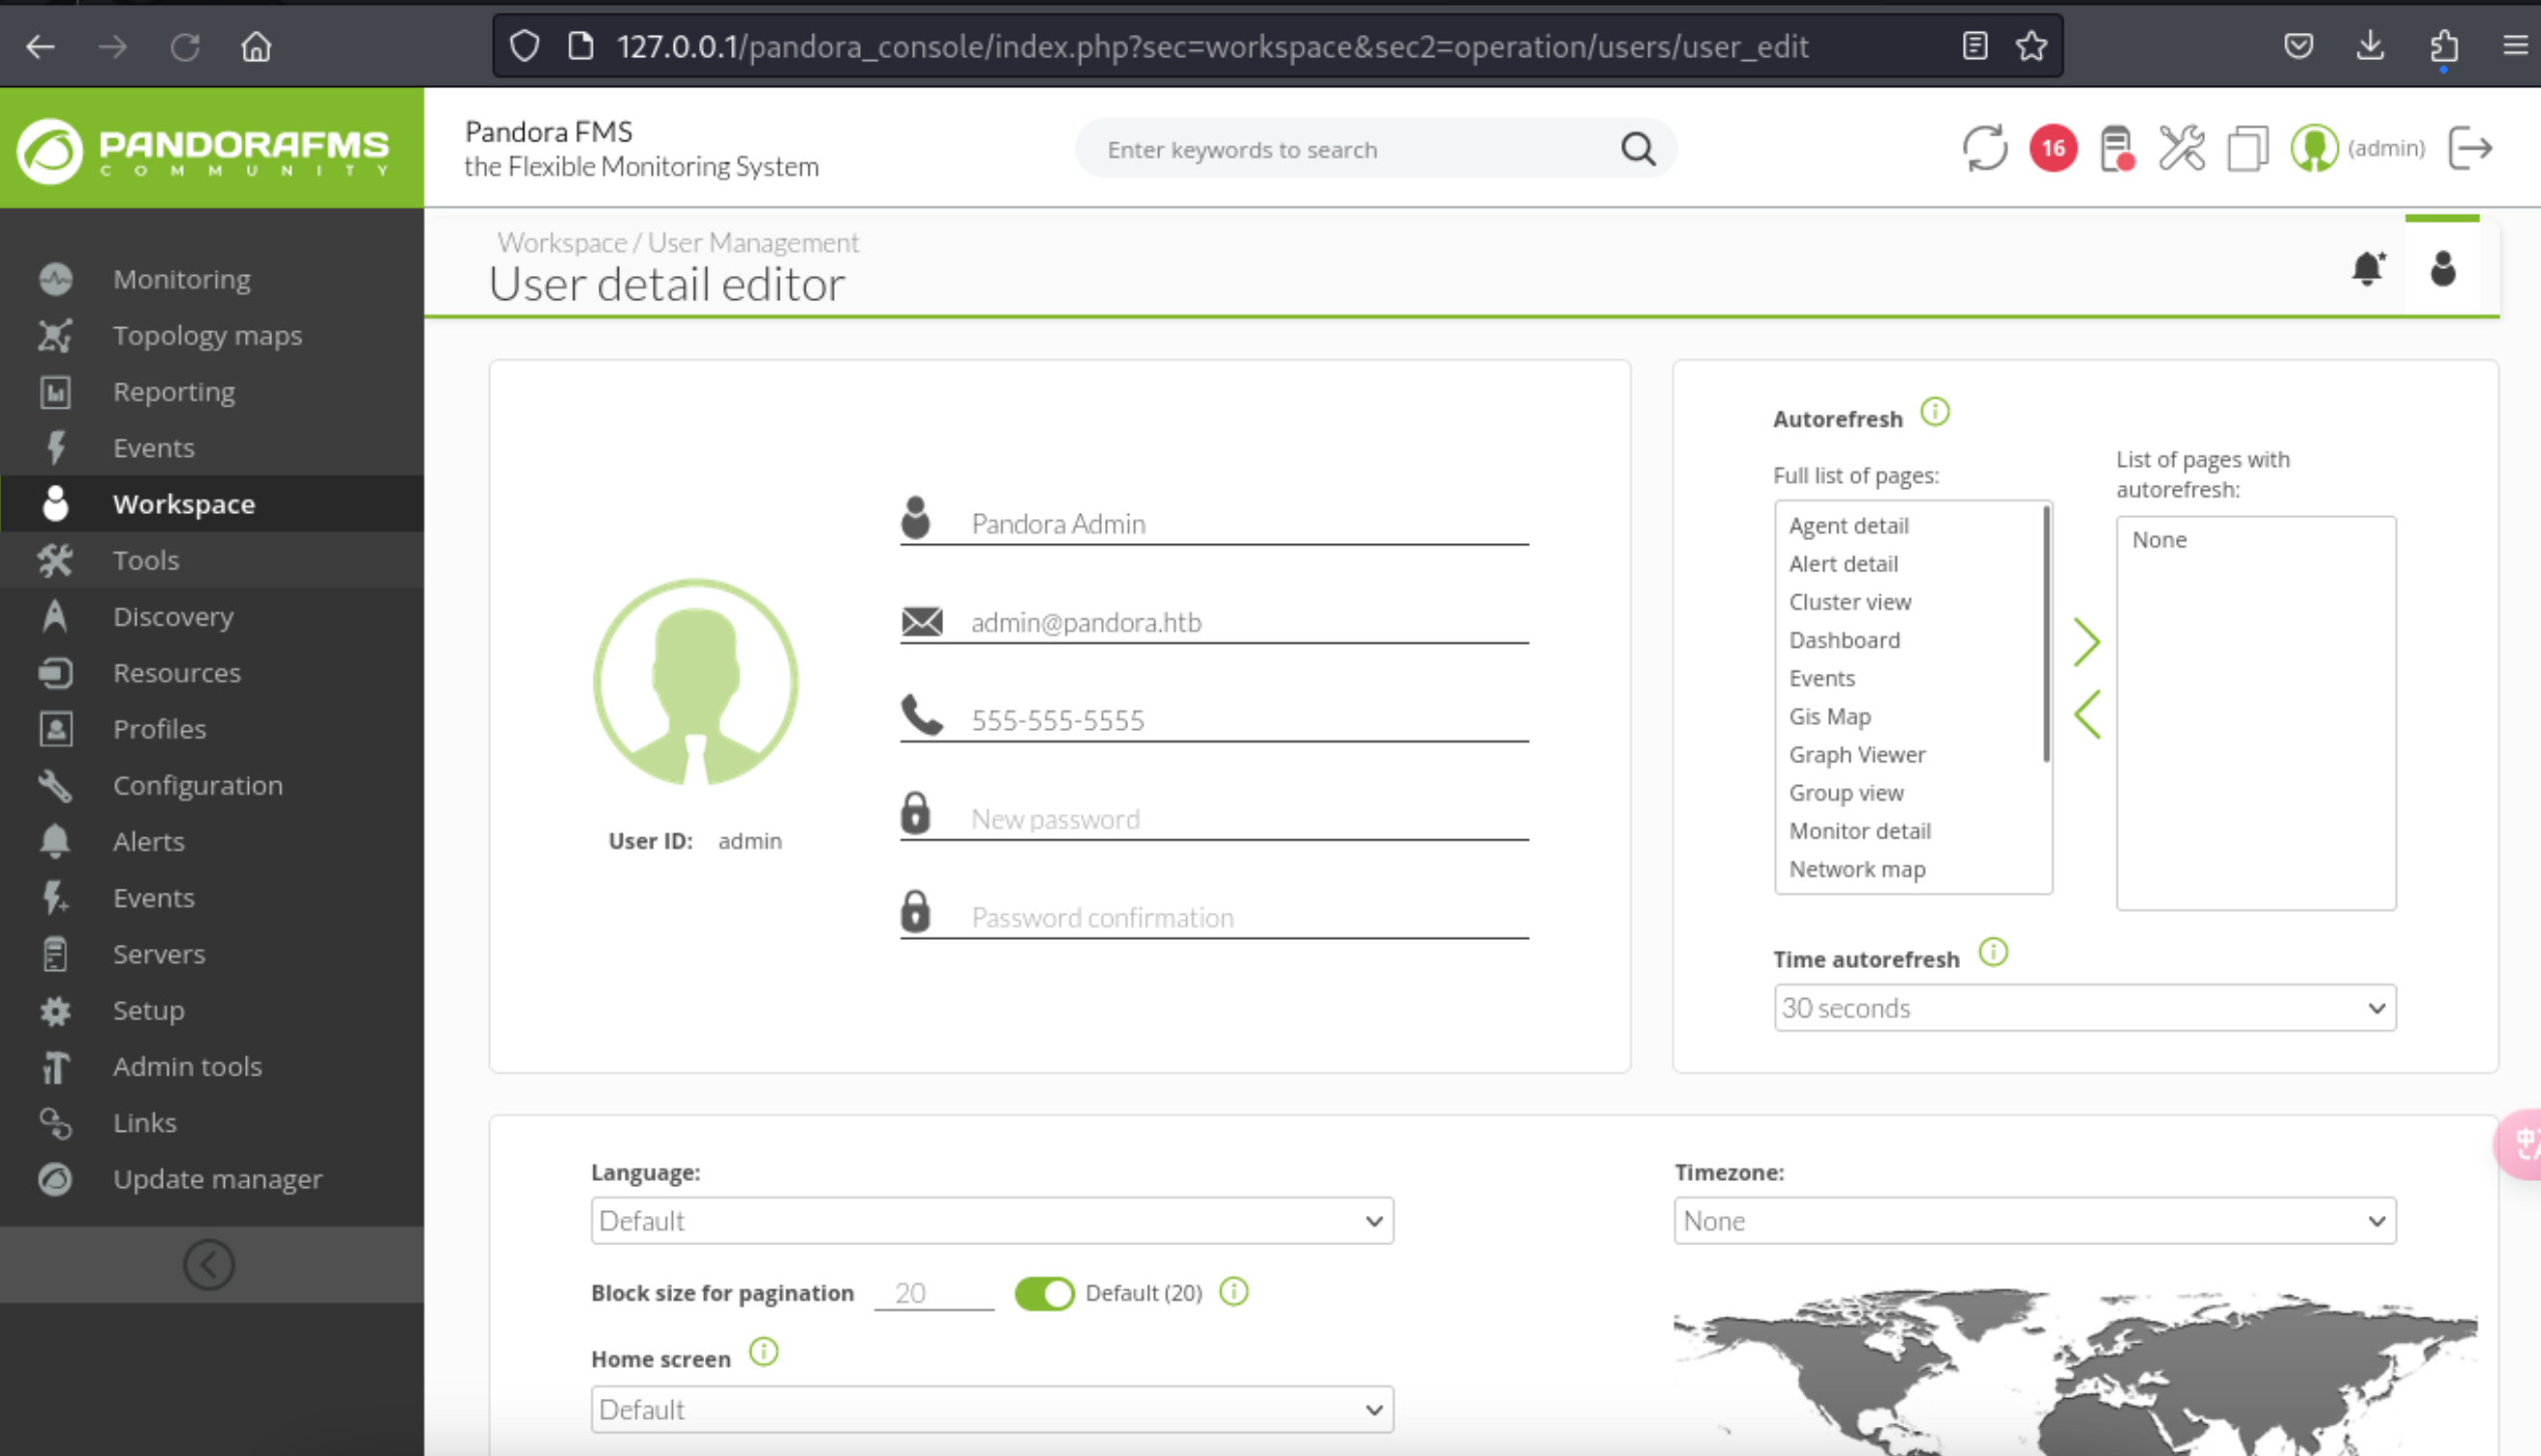 127.0.0.1/pandora_console/index.php?sec=workspace&sec2=operation/users/user_edit
PANDORAFMS
COMMUNITY
Pandora FMS
the Flexible Monitoring System
Enter keywords to search
16
(admin)
Monitoring
Topology maps
Reporting
Events
Workspace
Tools
Discovery
Resources
Profiles
Configuration
Alerts
Events
Servers
Setup
Admin tools
Links
Update manager
Workspace / User Management
User detail editor
User ID: admin
Pandora Admin
admin@pandora.htb
555-555-5555
New password
Password confirmation
Autorefresh
Full list of pages:
Agent detail
Alert detail
Cluster view
Dashboard
Events
Gis Map
Graph Viewer
Group view
Monitor detail
Network map
List of pages with
autorefresh:
None
Time autorefresh
30 seconds
Language:
Default
Block size for pagination 20 Default (20)
Home screen
Default
Timezone:
None
中